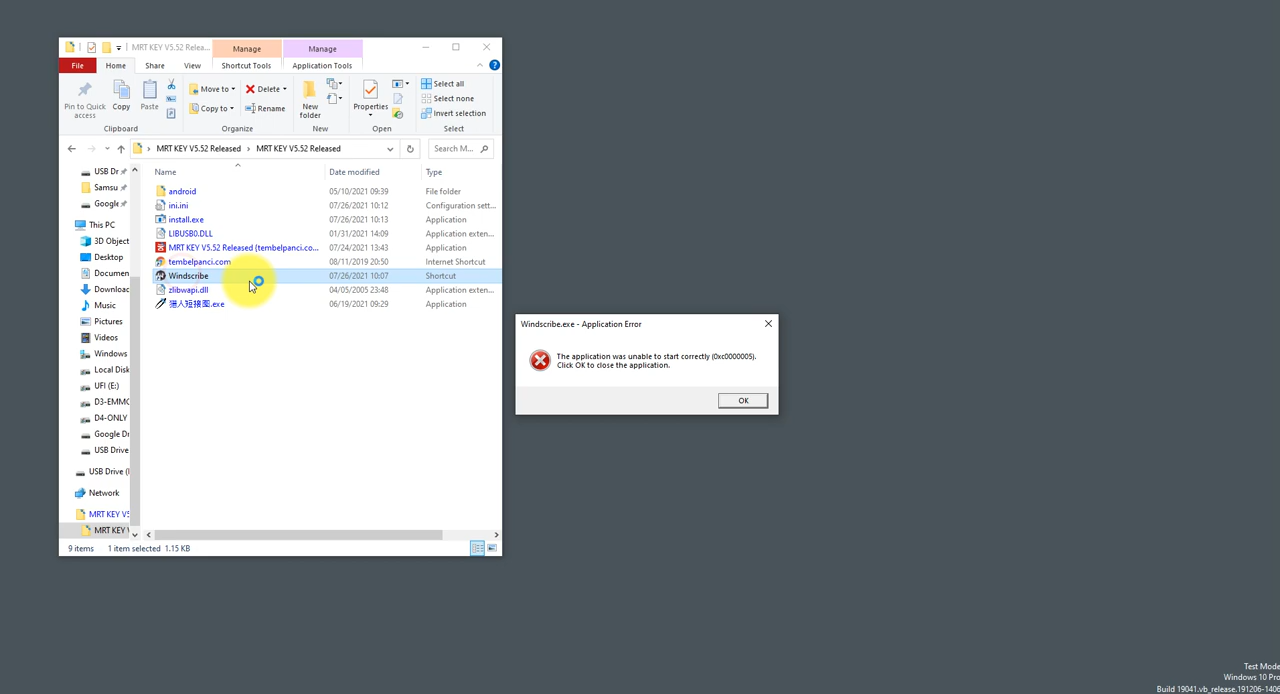 MRT KEY V5.52 Relea...
Manage
Manage
File
Home
Share
View
Shortcut Tools
Application Tools
Pin to Quick
access
Copy
Paste
Clipboard
Move to
Copy to
Delete
Rename
Organize
New
folder
New
Properties
Open
Select all
Select none
Invert selection
Select
MRT KEY V5.52 Released
MRT KEY V5.52 Released
Search M...
Name
Date modified
Type
USB Dr
Samsu
Google
This PC
3D Object
Desktop
Documen
Downloac
Music
Pictures
Videos
Windows
Local Disk
UFI (E:)
D3-EMMC
D4-ONLY
Google Dr
USB Drive
USB Drive (
Network
MRT KEY V5
MRT KEY V
android 05/10/2021 09:39 File folder
ini.ini 07/26/2021 10:12 Configuration sett...
install.exe 07/26/2021 10:13 Application
LIBUSB0.DLL 01/31/2021 14:09 Application exten...
MRT KEY V5.52 Released (tembelpanci.co... 07/24/2021 13:43 Application
tembelpanci.com 08/11/2019 20:50 Internet Shortcut
Windscribe 07/26/2021 10:07 Shortcut
zlibwapi.dll 04/05/2005 23:48 Application exten...
猎人短接图.exe 06/19/2021 09:29 Application
9 items 1 item selected 1.15 KB
Windscribe.exe - Application Error
The application was unable to start correctly (0xc0000005).
Click OK to close the application.
OK
Test Mode
Windows 10 Pro
Build 19041.vb_release.191206-1406